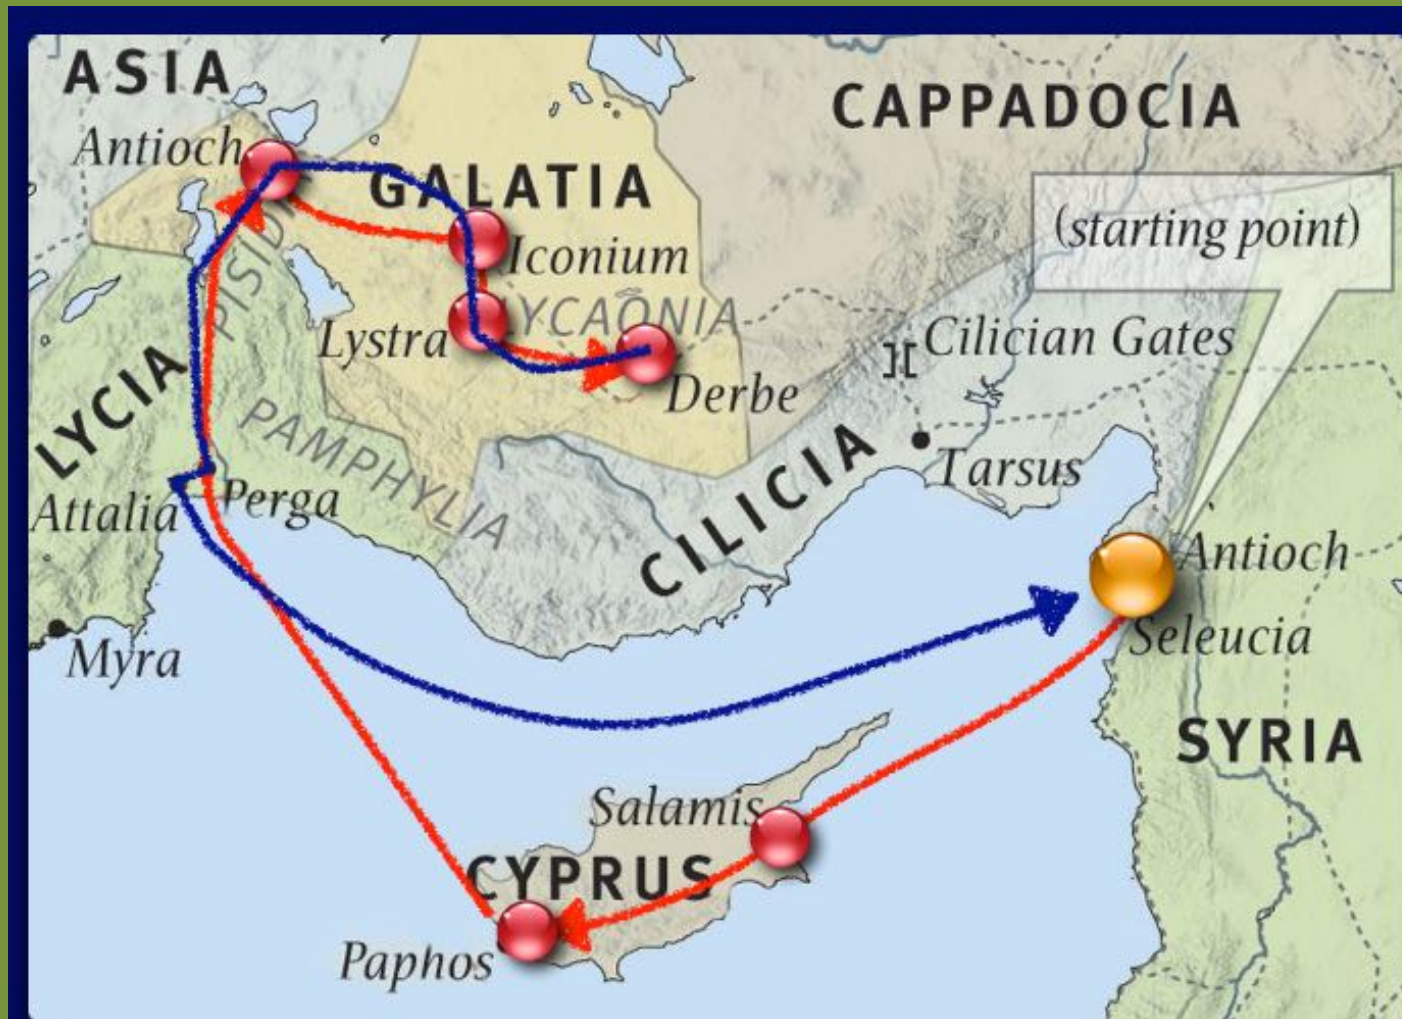 ASIA
CAPPADOCIA
Antioch
GALATIA
(starting point)
PISIDIA
Iconium
LYCAONIA
Lystra
Cilician Gates
Derbe
LYCIA
PAMPHYLIA
CILICIA
Tarsus
Attalia
Perga
Antioch
Seleucia
Myra
SYRIA
Salamis
CYPRUS
Paphos